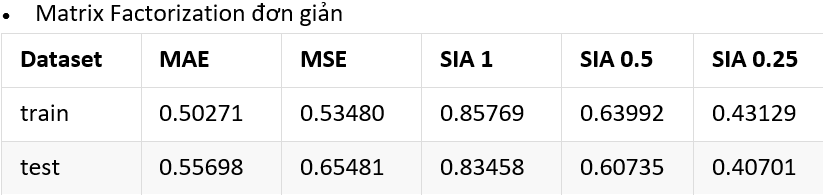 • Matrix Factorization đơn giản
Dataset MAE MSE SIA 1 SIA 0.5 SIA 0.25
train 0.50271 0.53480 0.85769 0.63992 0.43129
test 0.55698 0.65481 0.83458 0.60735 0.40701